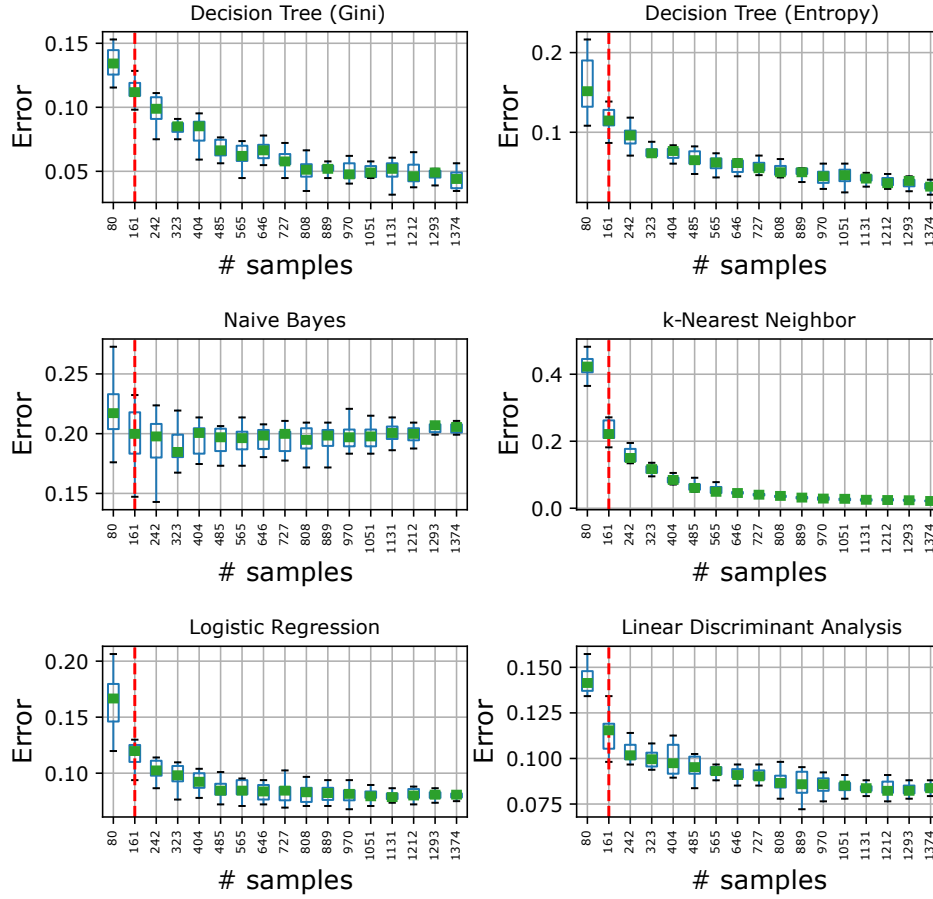 Decision Tree (Gini)
0.15
0.10
0.05
Error
80 161 242 323 404 485 565 646 727 808 889 970 1051 1131 1212 1293 1374
# samples
Decision Tree (Entropy)
0.2
0.1
Error
80 161 242 323 404 485 565 646 727 808 889 970 1051 1131 1212 1293 1374
# samples
Naive Bayes
0.25
0.20
0.15
Error
80 161 242 323 404 485 565 646 727 808 889 970 1051 1131 1212 1293 1374
# samples
k-Nearest Neighbor
0.4
0.2
0.0
Error
80 161 242 323 404 485 565 646 727 808 889 970 1051 1131 1212 1293 1374
# samples
Logistic Regression
0.20
0.15
0.10
Error
80 161 242 323 404 485 565 646 727 808 889 970 1051 1131 1212 1293 1374
# samples
Linear Discriminant Analysis
0.150
0.125
0.100
0.075
Error
80 161 242 323 404 485 565 646 727 808 889 970 1051 1131 1212 1293 1374
# samples